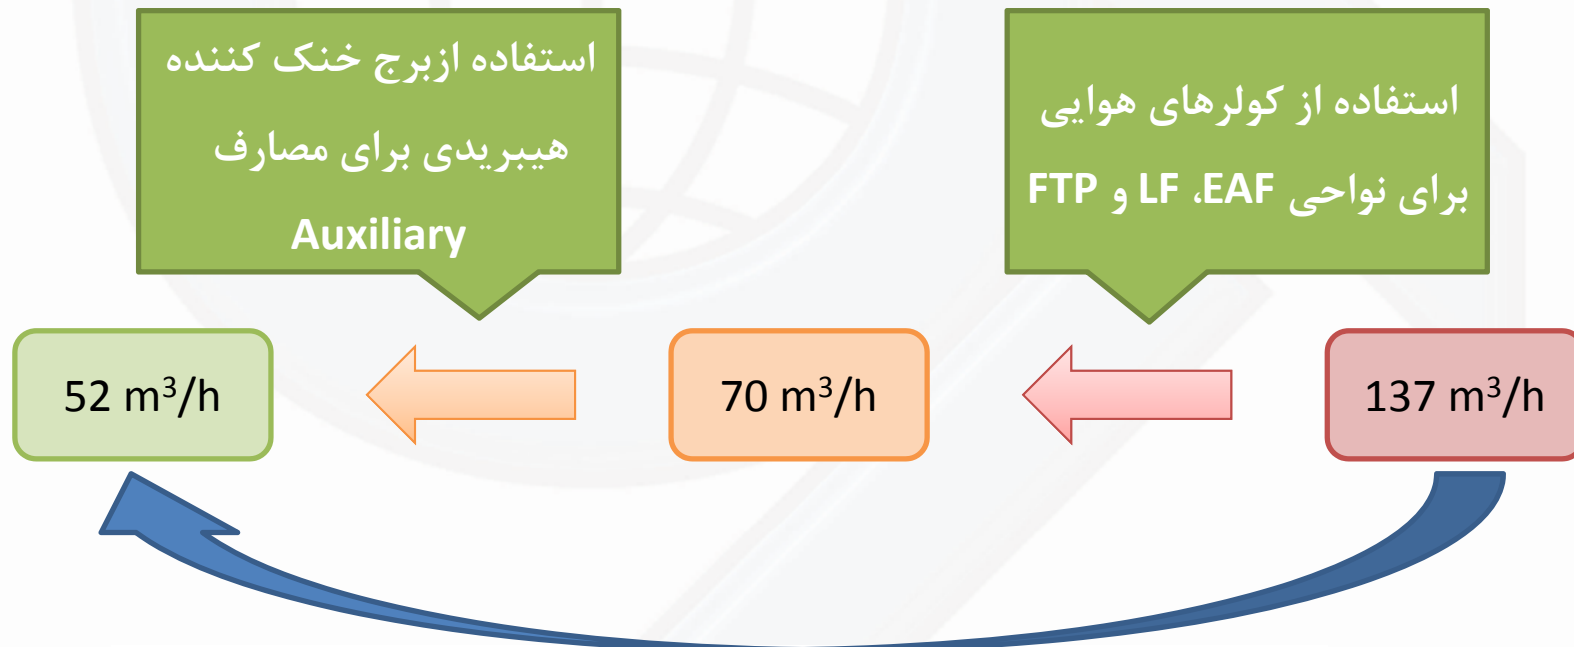 استفاده از کولرهای هوایی
برای نواحی EAF، LF و FTP
استفاده ازبرج خنک کننده
هیبریدی برای مصارف
Auxiliary
137 m³/h
70 m³/h
52 m³/h